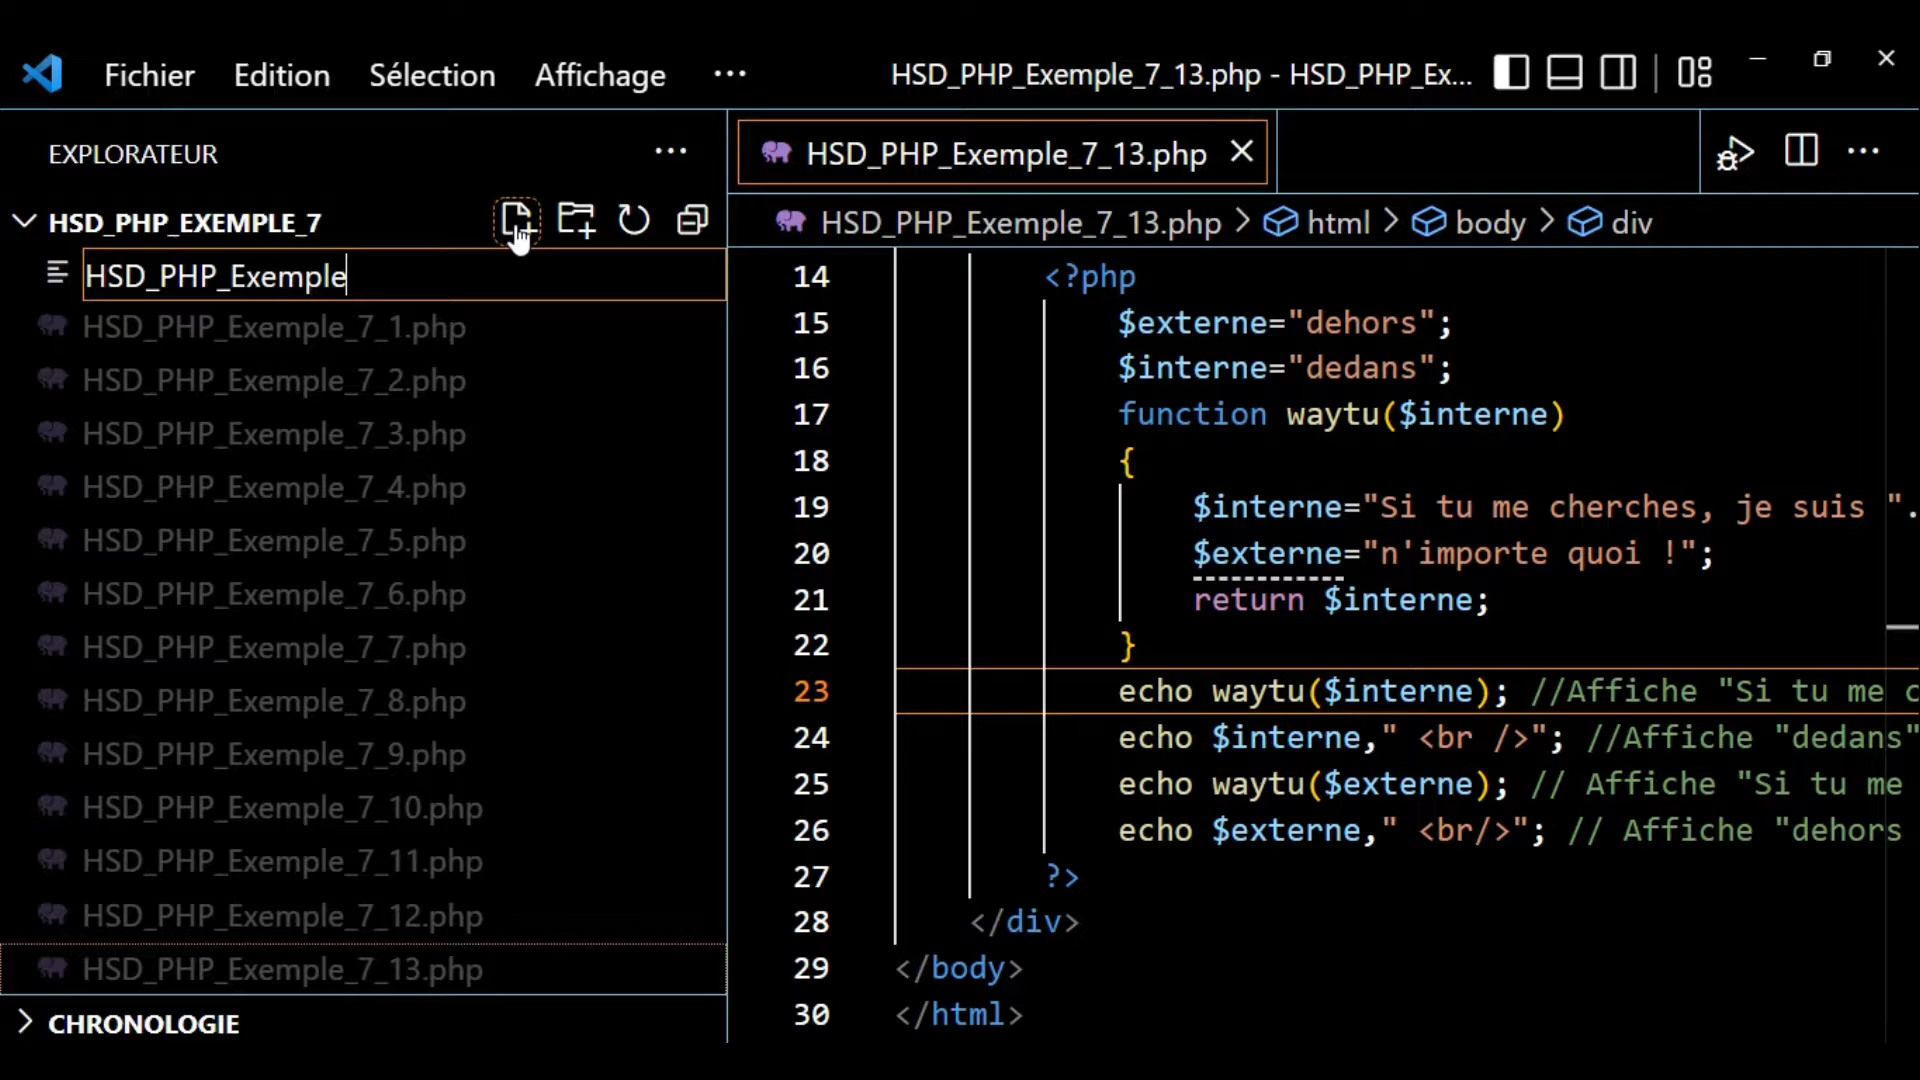 Fichier Edition Sélection Affichage ··· HSD_PHP_Exemple_7_13.php - HSD_PHP_Ex...
EXPLORATEUR
HSD_PHP_EXEMPLE_7
HSD_PHP_Exemple
HSD_PHP_Exemple_7_1.php
HSD_PHP_Exemple_7_2.php
HSD_PHP_Exemple_7_3.php
HSD_PHP_Exemple_7_4.php
HSD_PHP_Exemple_7_5.php
HSD_PHP_Exemple_7_6.php
HSD_PHP_Exemple_7_7.php
HSD_PHP_Exemple_7_8.php
HSD_PHP_Exemple_7_9.php
HSD_PHP_Exemple_7_10.php
HSD_PHP_Exemple_7_11.php
HSD_PHP_Exemple_7_12.php
HSD_PHP_Exemple_7_13.php
CHRONOLOGIE
HSD_PHP_Exemple_7_13.php
HSD_PHP_Exemple_7_13.php > html > body > div
14 <?php
15 $externe="dehors";
16 $interne="dedans";
17 function waytu($interne)
18 {
19 $interne="Si tu me cherches, je suis ".
20 $externe="n'importe quoi !";
21 return $interne;
22 }
23 echo waytu($interne); //Affiche "Si tu me c
24 echo $interne," <br />"; //Affiche "dedans"
25 echo waytu($externe); // Affiche "Si tu me
26 echo $externe," <br/>"; // Affiche "dehors
27 ?>
28 </div>
29 </body>
30 </html>